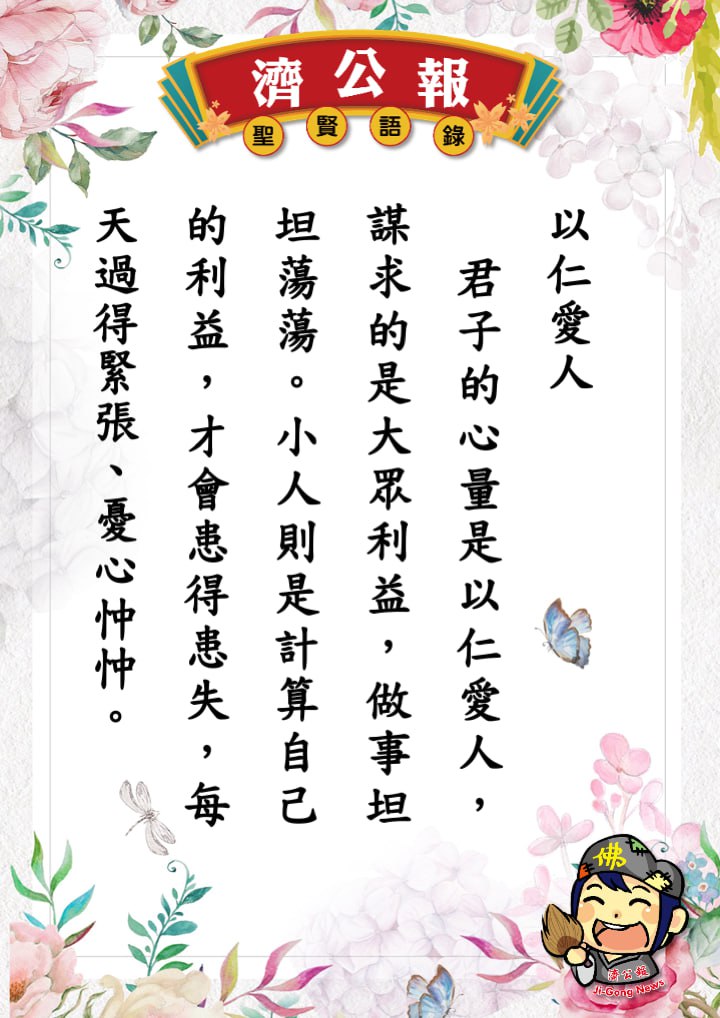 濟公報
聖賢語錄
以仁愛人
君子的心量是以仁愛人，
謀求的是大眾利益，做事坦
坦蕩蕩。小人則是計算自己
的利益，才會患得患失，每
天過得緊張、憂心忡忡。
佛
濟公報
Ji-Gong News